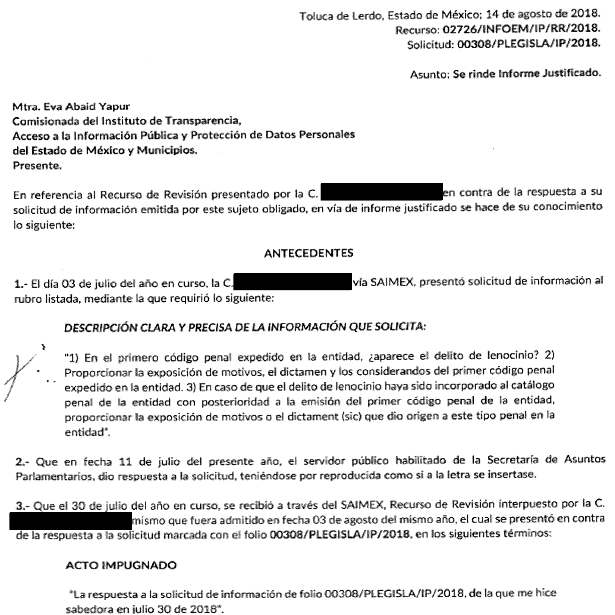 Toluca de Lerdo, Estado de México; 14 de agosto de 2018.
Recurso: 02726/INFOEM/IP/RR/2018.
Solicitud: 00308/PLEGISLA/IP/2018.
Asunto: Se rinde Informe Justificado.
Mtra. Eva Abaid Yapur
Comisionada del Instituto de Transparencia,
Acceso a la Información Pública y Protección de Datos Personales
del Estado de México y Municipios.
Presente.
En referencia al Recurso de Revisión presentado por la C. en contra de la respuesta a su
solicitud de información emitida por este sujeto obligado, en vía de informe justificado se hace de su conocimiento
lo siguiente:
ANTECEDENTES
1.- El día 03 de julio del año en curso, la C. vía SAIMEX, presentó solicitud de información al
rubro listada, mediante la que requirió lo siguiente:
DESCRIPCIÓN CLARA Y PRECISA DE LA INFORMACIÓN QUE SOLICITA:
"1) En el primero código penal expedido en la entidad, ¿aparece el delito de lenocinio? 2)
Proporcionar la exposición de motivos, el dictamen y los considerandos del primer código penal
expedido en la entidad. 3) En caso de que el delito de lenocinio haya sido incorporado al catálogo
penal de la entidad con posterioridad a la emisión del primer código penal de la entidad,
proporcionar la exposición de motivos o el dictament (sic) que dio origen a este tipo penal en la
entidad".
2.- Que en fecha 11 de julio del presente año, el servidor público habilitado de la Secretaría de Asuntos
Parlamentarios, dio respuesta a la solicitud, teniéndose por reproducida como si a la letra se insertase.
3.- Que el 30 de julio del año en curso, se recibió a través del SAIMEX, Recurso de Revisión interpuesto por la C.
mismo que fuera admitido en fecha 03 de agosto del mismo año, el cual se presentó en contra
de la respuesta a la solicitud marcada con el folio 00308/PLEGISLA/IP/2018, en los siguientes términos:
ACTO IMPUGNADO
"La respuesta a la solicitud de información de folio 00308/PLEGISLA/IP/2018, de la que me hice
sabedora en julio 30 de 2018".